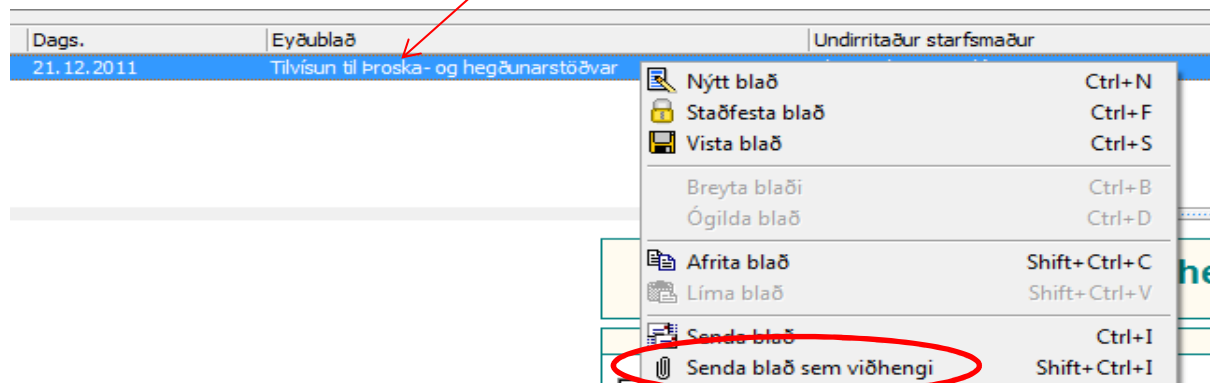 Dags. Eyðublað Undirritaður starfsmaður
21.12.2011 Tilvísun til Þroska- og hegðunarstöðvar
Nýtt blað Ctrl+N
Staðfesta blað Ctrl+F
Vista blað Ctrl+S
Breyta blaði Ctrl+B
Ógilda blað Ctrl+D
Afrita blað Shift+Ctrl+C
Líma blað Shift+Ctrl+V
Senda blað Ctrl+I
Senda blað sem viðhengi Shift+Ctrl+I